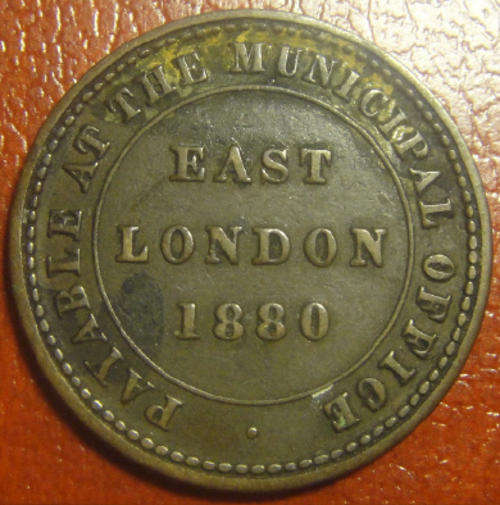 PAYABLE AT THE MUNICIPAL OFFICE
EAST
LONDON
1880